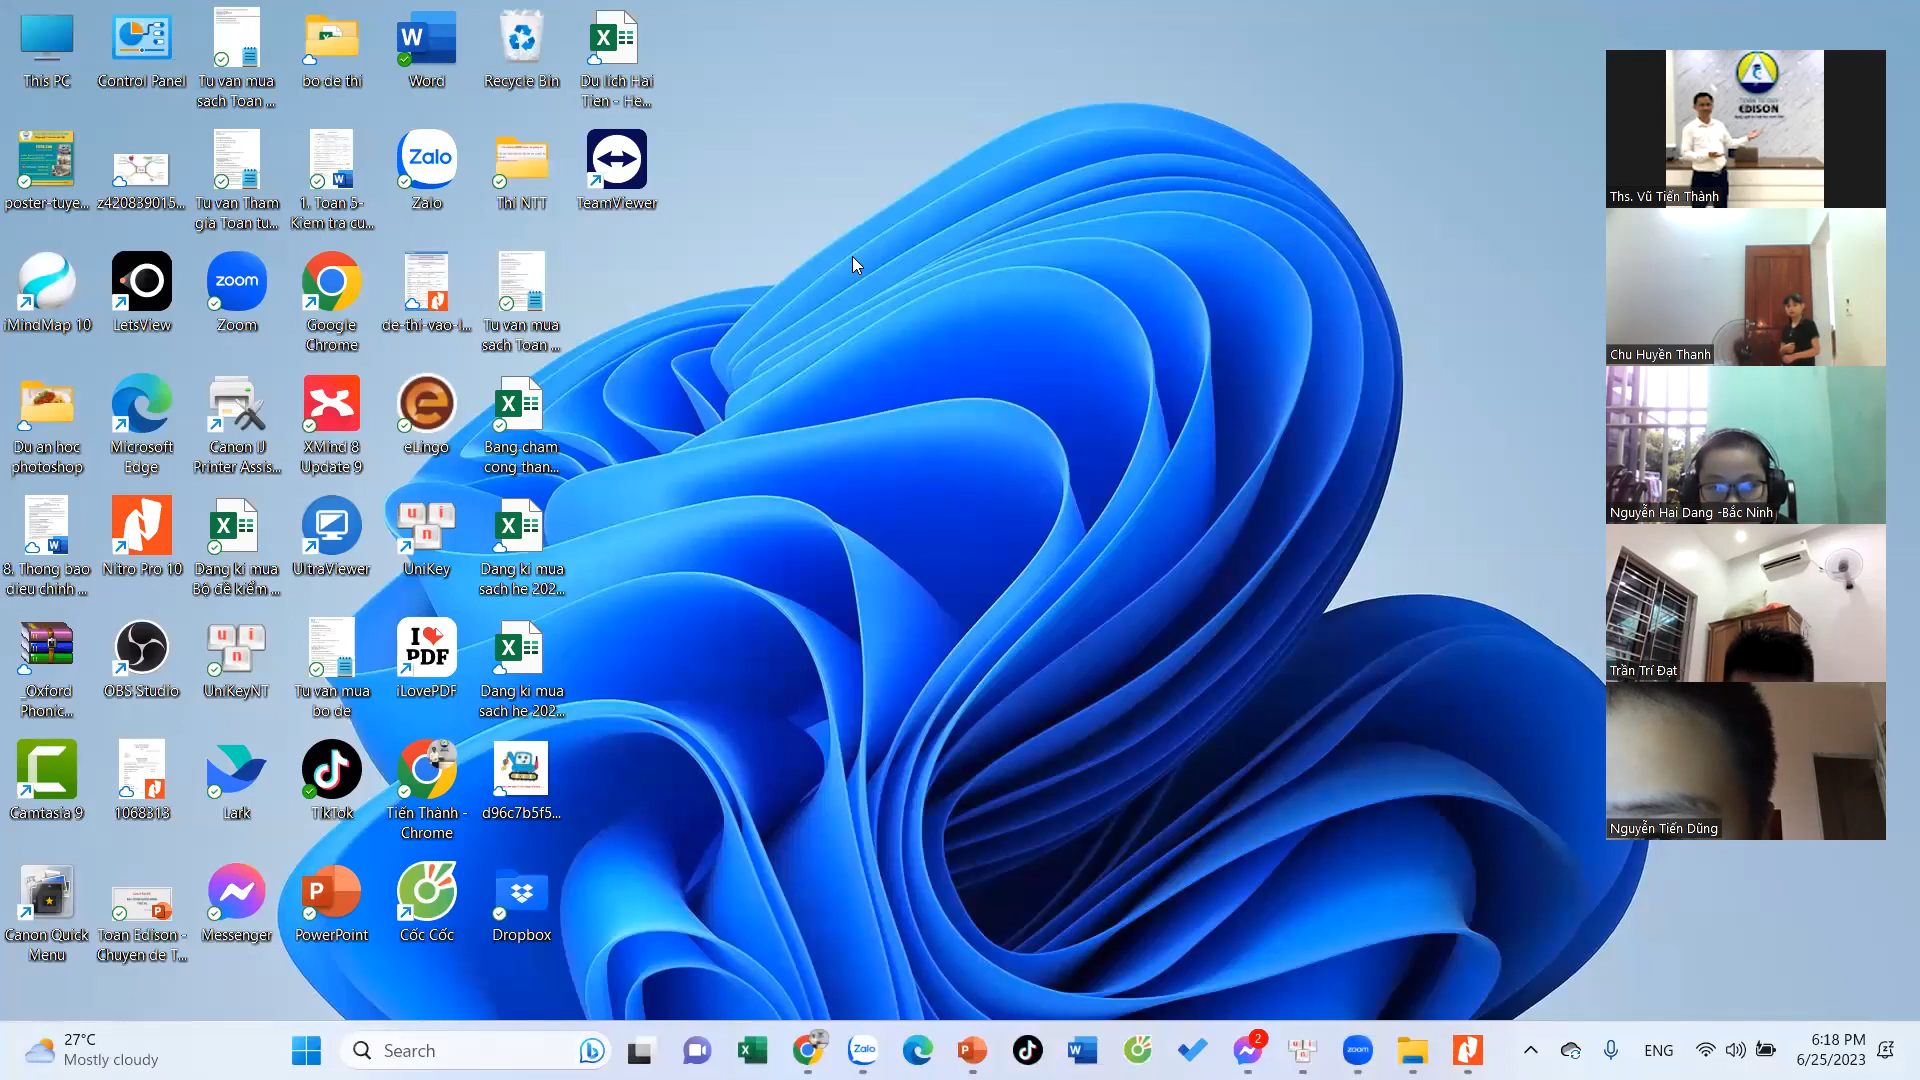 This PC
Control Panel
Tu van mua
sach Toan ...
bo de thi
Word
Recycle Bin
Du lich Hai
Tien - He...
poster-tuye...
z420839015...
Tu van Tham
gia Toan tu...
1. Toan 5-
Kiem tra cu...
Zalo
Zalo
Thi NTT
TeamViewer
iMindMap 10
LetsView
zoom
Zoom
Google
Chrome
de-thi-vao-l...
Tu van mua
sach Toan ...
Du an hoc
photoshop
Microsoft
Edge
Canon IJ
Printer Assis...
XMind 8
Update 9
eLingo
Bang-cham
cong than...
8. Thong bao
dieu chinh ...
Nitro Pro 10
Dang ki mua
Bộ đề kiểm ...
UltraViewer
u i
n
UniKey
Dang ki mua
sach he 202...
_Oxford
Phonic...
OBS Studio
u i
n
UniKeyNT
Tu van mua
bo de
I
PDF
iLovePDF
Dang ki mua
sach he 202...
Camtasia 9
1068313
Lark
TikTok
Tiến Thành -
Chrome
d96c7b5f5...
Canon Quick
Menu
Toan Edison -
Chuyen de T...
Messenger
PowerPoint
Cốc Cốc
Dropbox
EDISON
Ths. Vũ Tiến Thành
Chu Huyền Thanh
Nguyễn Hai Dang -Bắc Ninh
Trần Trí Đạt
Nguyễn Tiến Dũng
27°C
Mostly cloudy
Search
Zalo
2
zoom
ENG
6:18 PM
6/25/2023